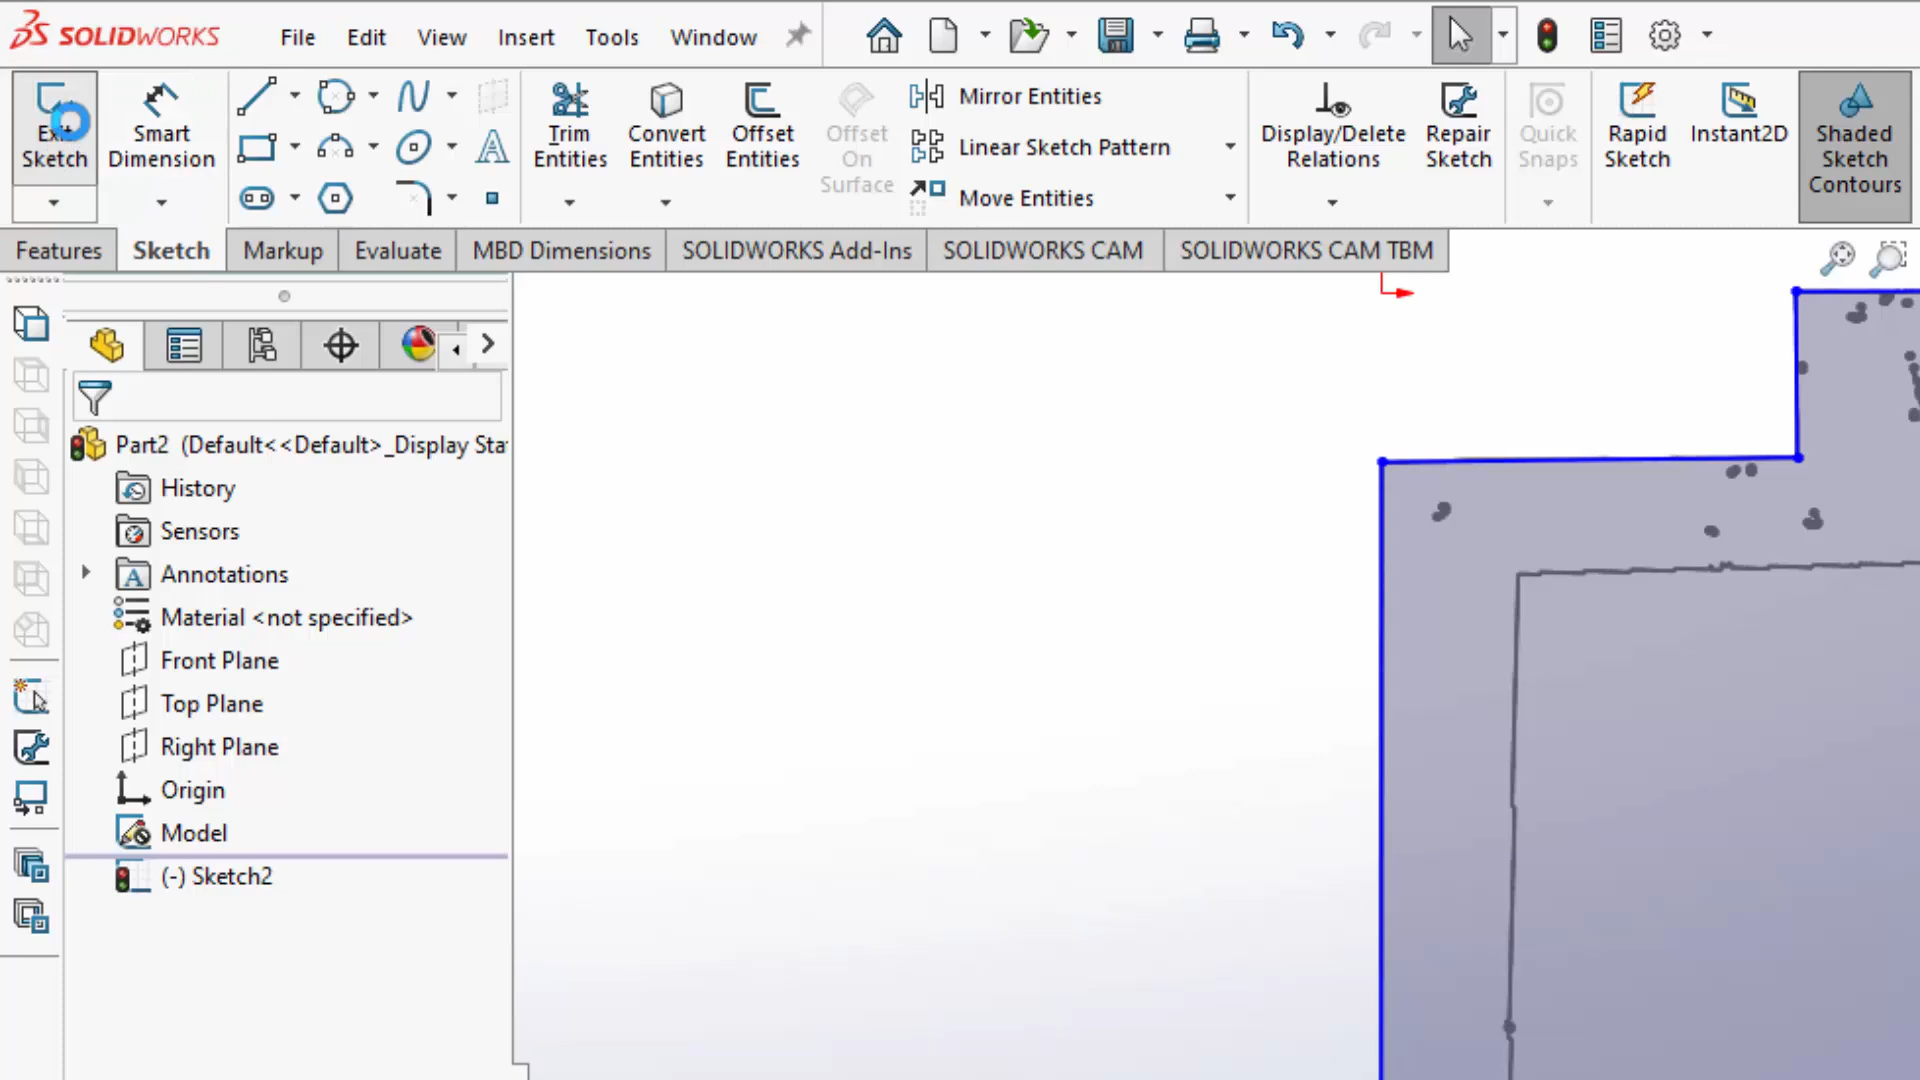 SOLIDWORKS File Edit View Insert Tools Window
Exit Sketch
Smart Dimension
Trim Entities
Convert Entities
Offset Entities
Offset On Surface
Mirror Entities
Linear Sketch Pattern
Move Entities
Display/Delete Relations
Repair Sketch
Quick Snaps
Rapid Sketch
Instant2D
Shaded Sketch Contours
Features Sketch Markup Evaluate MBD Dimensions SOLIDWORKS Add-Ins SOLIDWORKS CAM SOLIDWORKS CAM TBM
Part2 (Default<<Default>_Display Sta
History
Sensors
Annotations
Material <not specified>
Front Plane
Top Plane
Right Plane
Origin
Model
(-) Sketch2